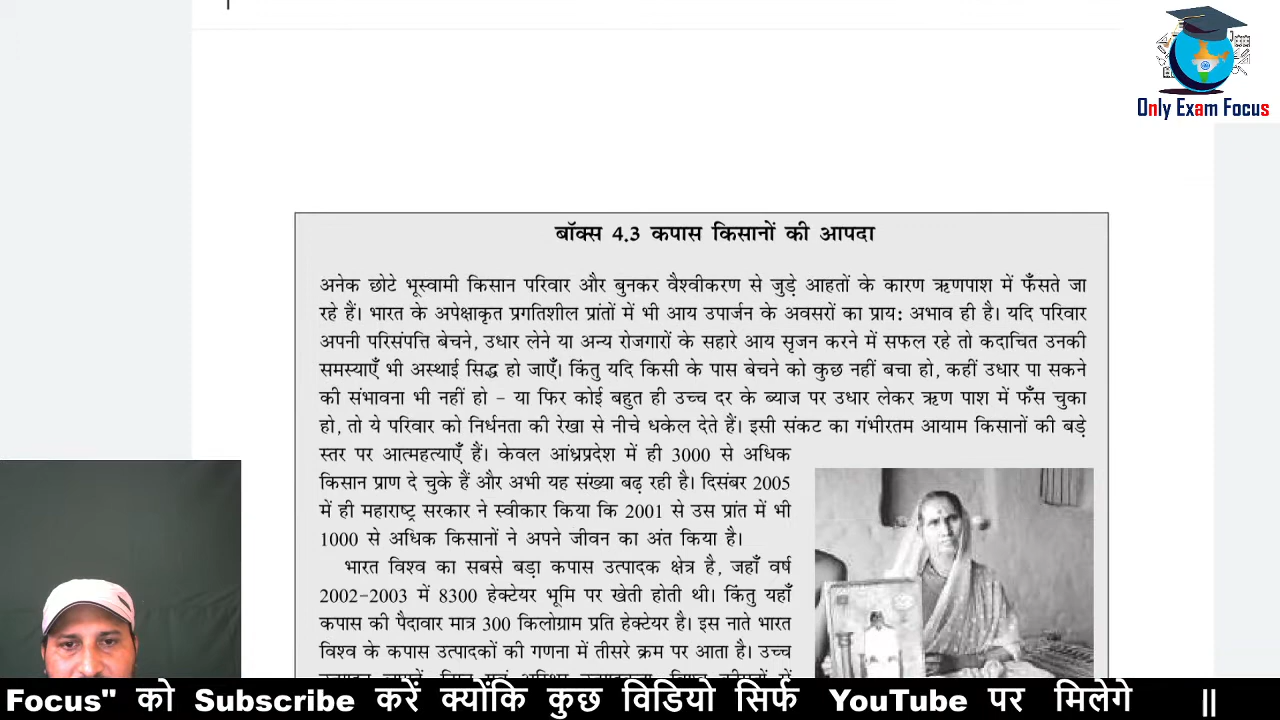 Only Exam Focus
बॉक्स 4.3 कपास किसानों की आपदा
अनेक छोटे भूस्वामी किसान परिवार और बुनकर वैश्वीकरण से जुड़े आहतों के कारण ऋणपाश में फँसते जा
रहे हैं। भारत के अपेक्षाकृत प्रगतिशील प्रांतों में भी आय उपार्जन के अवसरों का प्राय: अभाव ही है। यदि परिवार
अपनी परिसंपत्ति बेचने, उधार लेने या अन्य रोजगारों के सहारे आय सृजन करने में सफल रहे तो कदाचित उनकी
समस्याएँ भी अस्थाई सिद्ध हो जाएँ। किंतु यदि किसी के पास बेचने को कुछ नहीं बचा हो, कहीं उधार पा सकने
की संभावना भी नहीं हो – या फिर कोई बहुत ही उच्च दर के ब्याज पर उधार लेकर ऋण पाश में फँस चुका
हो, तो ये परिवार को निर्धनता की रेखा से नीचे धकेल देते हैं। इसी संकट का गंभीरतम आयाम किसानों की बड़े
स्तर पर आत्महत्याएँ हैं। केवल आंध्रप्रदेश में ही 3000 से अधिक
किसान प्राण दे चुके हैं और अभी यह संख्या बढ़ रही है। दिसंबर 2005
में ही महाराष्ट्र सरकार ने स्वीकार किया कि 2001 से उस प्रांत में भी
1000 से अधिक किसानों ने अपने जीवन का अंत किया है।
भारत विश्व का सबसे बड़ा कपास उत्पादक क्षेत्र है, जहाँ वर्ष
2002–2003 में 8300 हेक्टेयर भूमि पर खेती होती थी। किंतु यहाँ
कपास की पैदावार मात्र 300 किलोग्राम प्रति हेक्टेयर है। इस नाते भारत
विश्व के कपास उत्पादकों की गणना में तीसरे क्रम पर आता है। उच्च
Focus" को Subscribe करें क्योंकि कुछ विडियो सिर्फ YouTube पर मिलेगे ||